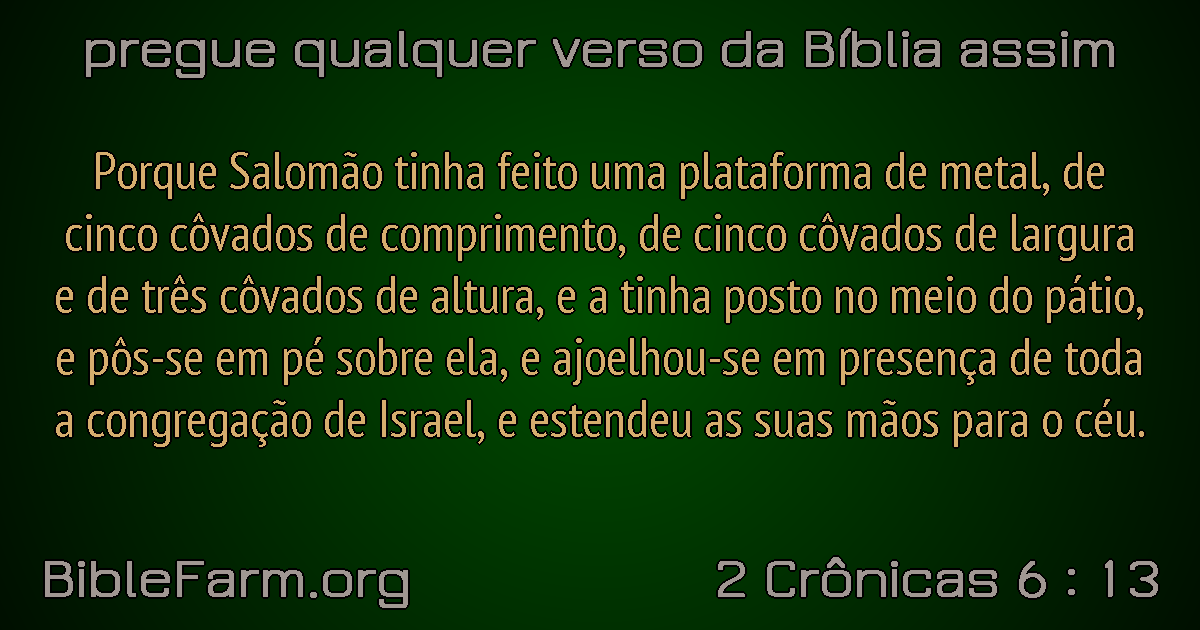 pregue qualquer verso da Bíblia assim
Porque Salomão tinha feito uma plataforma de metal, de
cinco côvados de comprimento, de cinco côvados de largura
e de três côvados de altura, e a tinha posto no meio do pátio,
e pôs-se em pé sobre ela, e ajoelhou-se em presença de toda
a congregação de Israel, e estendeu as suas mãos para o céu.
BibleFarm.org
2 Crônicas 6 : 13